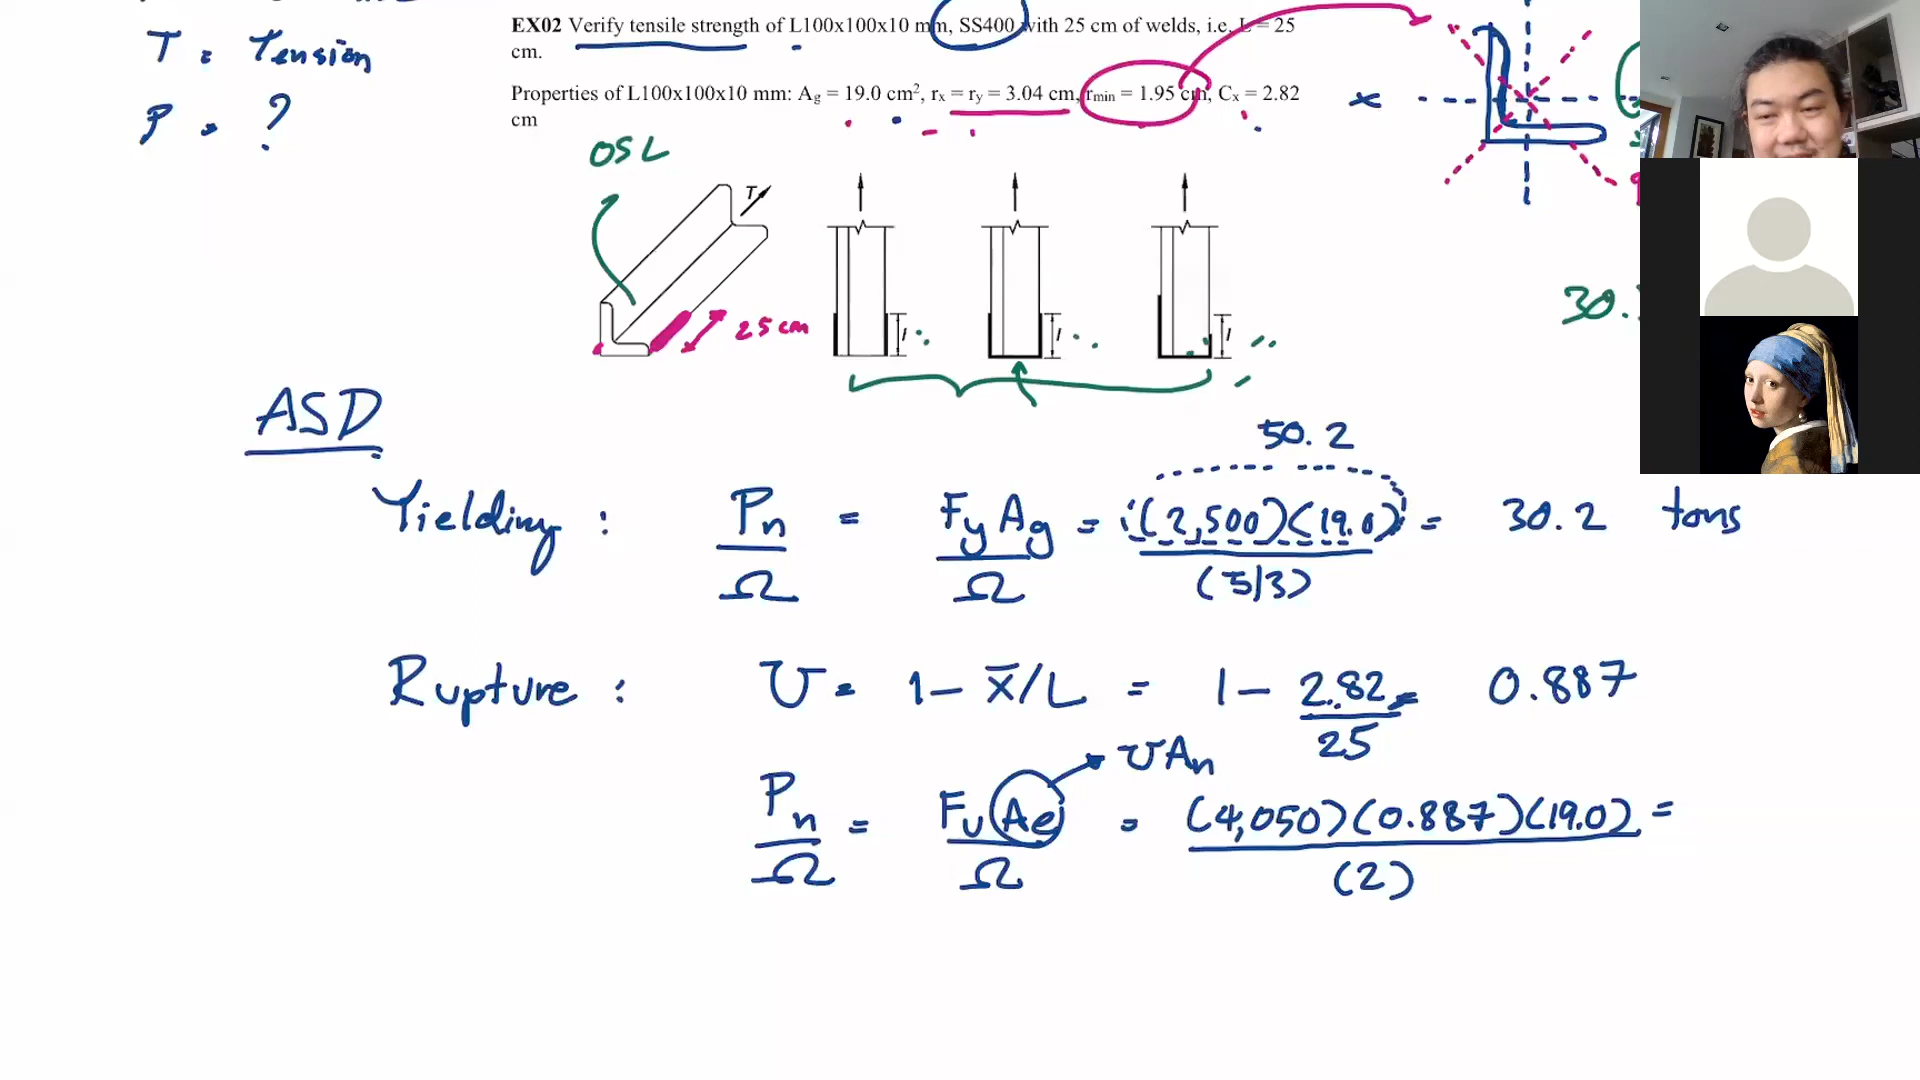 T = Tension
P = ?
EX02 Verify tensile strength of L100x100x10 mm, SS400 with 25 cm of welds, i.e. L = 25
cm.
Properties of L100x100x10 mm: Ag = 19.0 cm², rx = ry = 3.04 cm, rmin = 1.95 cm, Cx = 2.82
cm
x
OSL
T
25 cm
l
l
l
30.
ASD
50.2
Yielding : Pn/Ω = FyAg/Ω = (2,500)(19.0)/(5/3) = 30.2 tons
Rupture : U = 1 - x̄/L = 1 - 2.82/25 = 0.887
UAn
Pn/Ω = FuAe/Ω = (4,050)(0.887)(19.0)/(2) =